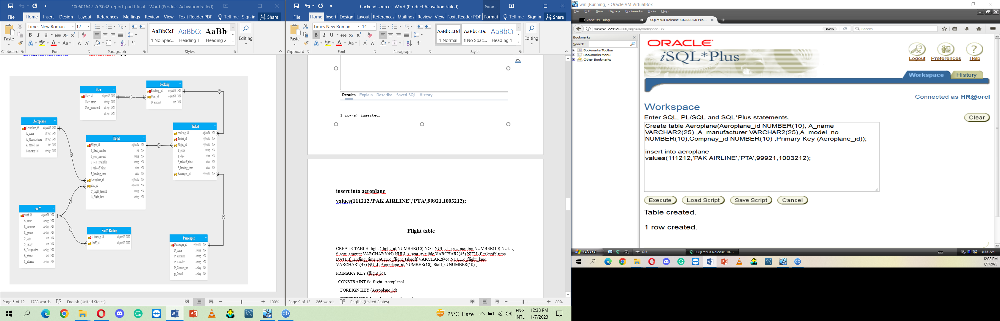 100601642-7CS082-report-part1 final - Word (Product Activation Failed)
File Home Insert Design Layout References Mailings Review View Foxit Reader PDF Tell me Sign in Share
Times New Roman 12
Paste
B I U abc x₂ x²
AaBbCcI AaBbC( AaBb
¶ No Spac... Heading 1 Heading 2
Editing
Clipboard Font Paragraph Styles
User
User_id objectId NN
User_name string NN
User_password string NN
string NN
booking
Booking_id objectId NN
User_id objectId NN
B_amount int NN
Aeroplane
Aeroplane_id objectId NN
A_name string NN
A_Manufacturer string NN
A_Model_no int NN
Company_id string NN
Flight
Flight_id objectId NN
F_Seat_number int NN
F_seat_amount string NN
F_seat_available string NN
F_takeoff_time date NN
F_landing_time date NN
Aeroplane_id objectId NN
staff_id objectId NN
C_flight_takeoff string NN
C_flight_land string NN
Ticket
booking_id objectId NN
Ticket_id objectId NN
Flight_id objectId NN
T_price string NN
T_date date NN
F_takeoff_time date NN
F_landing_time date NN
Passenger_id objectId NN
staff
Staff_id objectId NN
S_name string NN
S_surname string NN
S_gender string NN
S_age int NN
S_salary int NN
S_Designation string NN
S_phone int NN
S_address string NN
Staff_Rating
S_Rating_id objectId NN
Staff_id objectId NN
Passenger
Passenger_id objectId NN
P_name string NN
P_surname string NN
P_Gender string NN
P_Contact_no string NN
p_Gmail string NN
Page 5 of 12 1783 words English (United States) 100%
backend source - Word (Product Activation Failed) Pictur...
File Home Insert Design Layout References Mailings Review View Foxit Reader PDF Format Tell me Sign in Share
Times New Roman 14
Paste
B I U abc x₂ x²
AaBbCcDd AaBbCcDd AaBbC(
¶ Normal ¶ No Spac... Heading 1
Editing
Clipboard Font Paragraph Styles
Results Explain Describe Saved SQL History
1 row(s) inserted.
insert into aeroplane
values(111212,'PAK AIRLINE','PTA',99921,1003212);
Flight table
CREATE TABLE flight (flight_id NUMBER(10) NOT NULL,f_seat_number NUMBER(10) NULL,
f_seat_amount VARCHAR2(45) NULL,s_seat_availble VARCHAR2(45) NULL,f_takeoff_time
DATE,f_landing_time DATE,c_flight_takeoff VARCHAR2(45) NULL,c_flight_land
VARCHAR2(45) NULL,Aeroplane_id NUMBER(10), Staff_id NUMBER(10) ,
PRIMARY KEY (flight_id),
CONSTRAINT fk_flight_Aeroplane1
FOREIGN KEY (Aeroplane_id)
Page 9 of 13 266 words English (United States) 80%
25°C Haze
ENG
INTL
12:38 PM
1/7/2023
win [Running] - Oracle VM VirtualBox
File Edit View History Bookmarks Tools Help
Zone 94 - Blog iSQL*Plus Release 10.2.0.1.0 Pro...
winxpie-22412:5560/isqlplus/workspace.uix 160% Search
Bookmarks
Search:
Bookmarks Toolbar
Bookmarks Menu
Other Bookmarks
ORACLE
iSQL*Plus
Logout Preferences Help
Workspace History
Connected as HR@orcl
Workspace
Enter SQL, PL/SQL and SQL*Plus statements.
Clear
Create table Aeroplane(Aeroplane_id NUMBER(10), A_name
VARCHAR2(25) ,A_manufacturer VARCHAR2(25),A_model_no
NUMBER(10),Compnay_id NUMBER(10) ,Primary Key (Aeroplane_id));
insert into aeroplane
values(111212,'PAK AIRLINE','PTA',99921,1003212);
Execute Load Script Save Script Cancel
Table created.
1 row created.
start C:\ iSQL*Plus Release 10... 1:38 AM
12:38 PM
1/7/2023